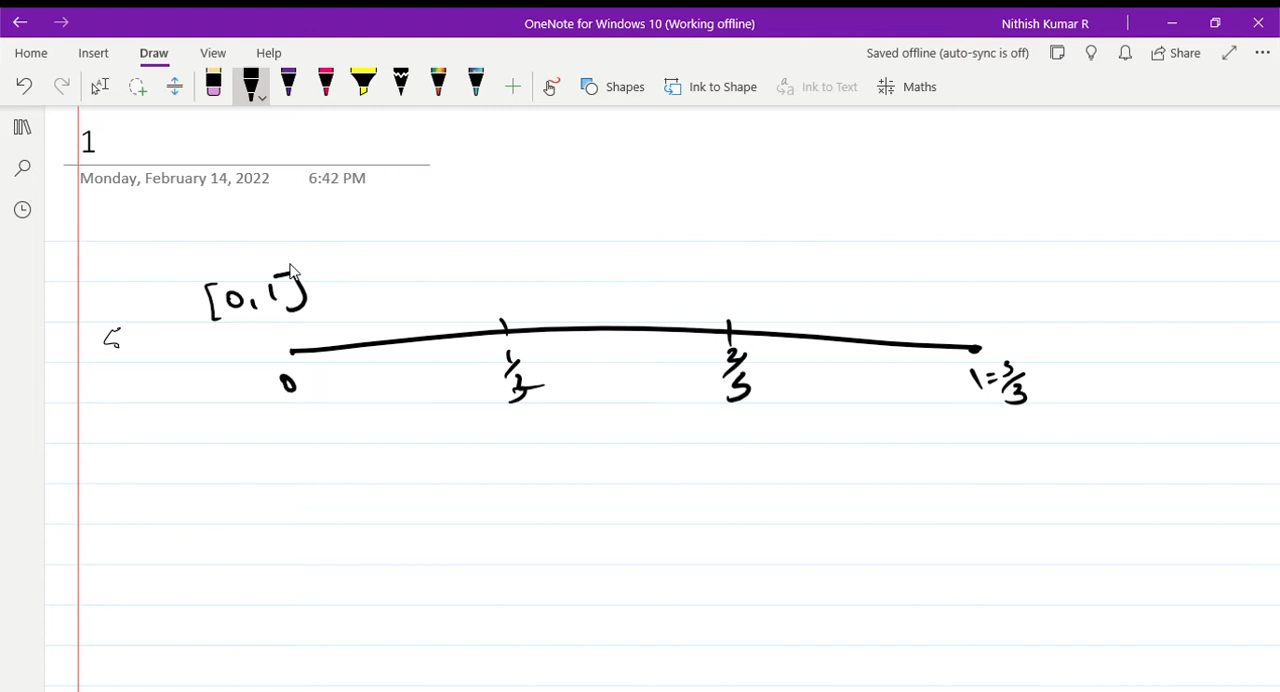 OneNote for Windows 10 (Working offline)
Nithish Kumar R
Home Insert Draw View Help
Saved offline (auto-sync is off) Share
Shapes Ink to Shape Ink to Text Maths
1
Monday, February 14, 2022 6:42 PM
[0, 1]
0 1/3 2/3 1=3/3